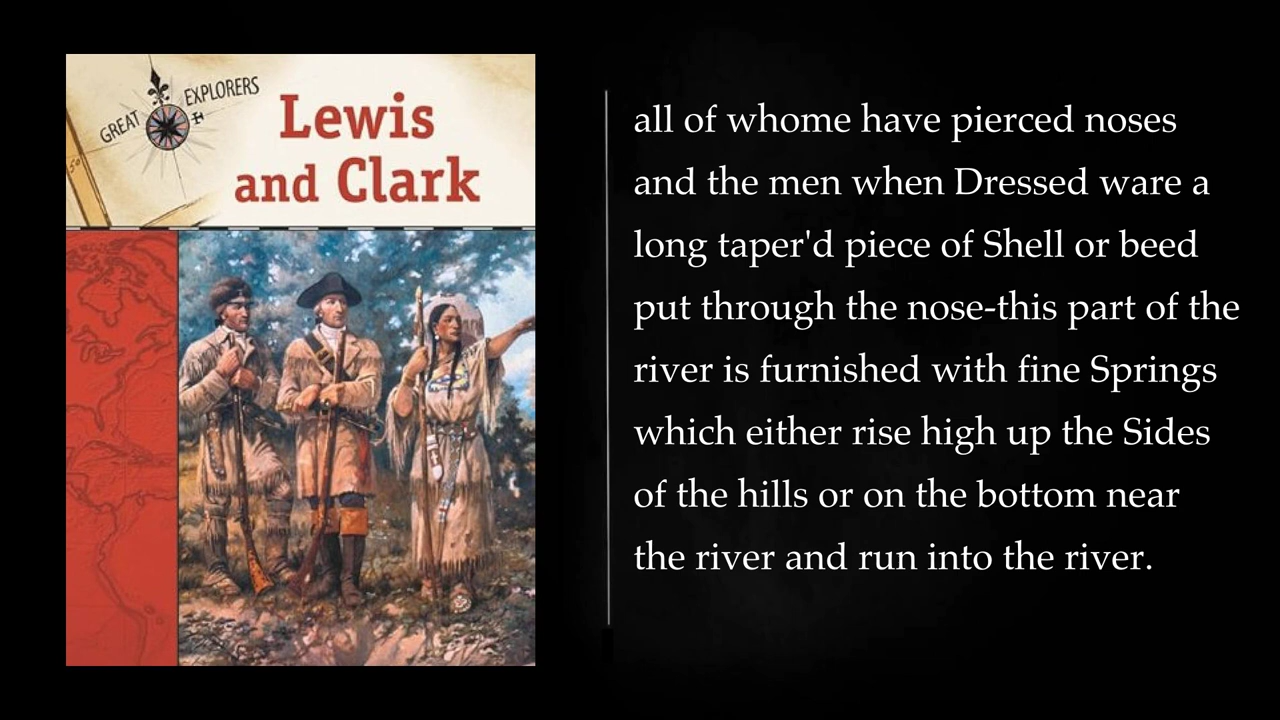 GREAT EXPLORERS
Lewis
and Clark
50
all of whome have pierced noses
and the men when Dressed ware a
long taper'd piece of Shell or beed
put through the nose-this part of the
river is furnished with fine Springs
which either rise high up the Sides
of the hills or on the bottom near
the river and run into the river.